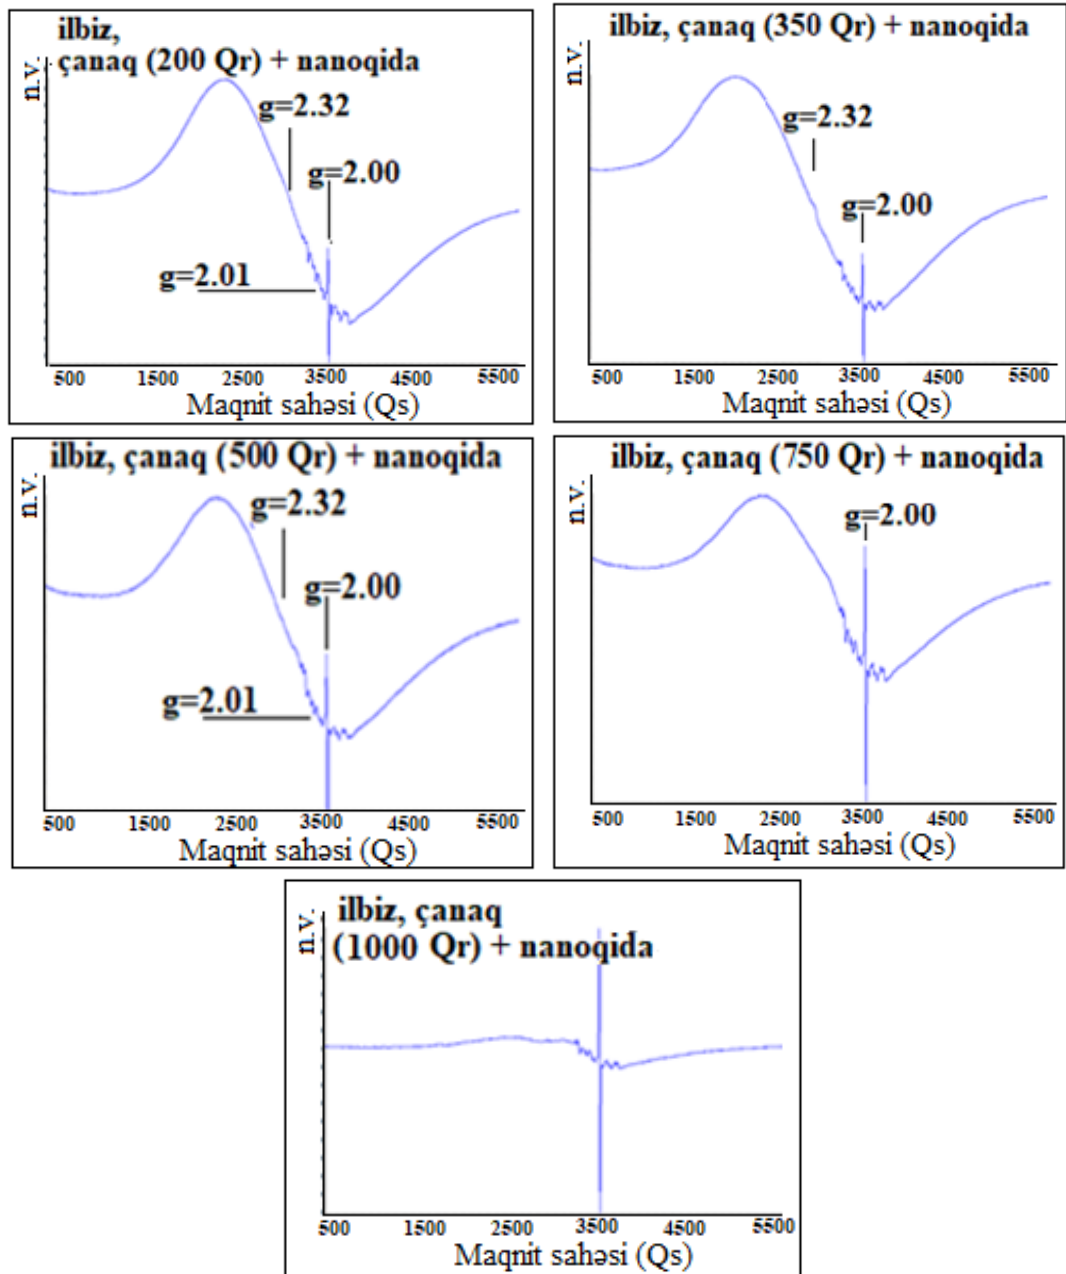 ilbiz,
çanaq (200 Qr) + nanoqida
n.v.
g=2.32
g=2.00
g=2.01
500 1500 2500 3500 4500 5500
Maqnit sahəsi (Qs)
ilbiz, çanaq (350 Qr) + nanoqida
n.v.
g=2.32
g=2.00
500 1500 2500 3500 4500 5500
Maqnit sahəsi (Qs)
ilbiz, çanaq (500 Qr) + nanoqida
n.v.
g=2.32
g=2.00
g=2.01
500 1500 2500 3500 4500 5500
Maqnit sahəsi (Qs)
ilbiz, çanaq (750 Qr) + nanoqida
n.v.
g=2.00
500 1500 2500 3500 4500 5500
Maqnit sahəsi (Qs)
ilbiz, çanaq
(1000 Qr) + nanoqida
n.v.
500 1500 2500 3500 4500 5500
Maqnit sahəsi (Qs)